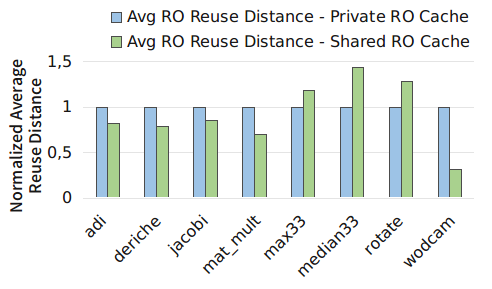 Avg RO Reuse Distance - Private RO Cache
Avg RO Reuse Distance - Shared RO Cache
Normalized Average
Reuse Distance
1,5
1
0,5
0
adi
deriche
jacobi
mat_mult
max33
median33
rotate
wodcam